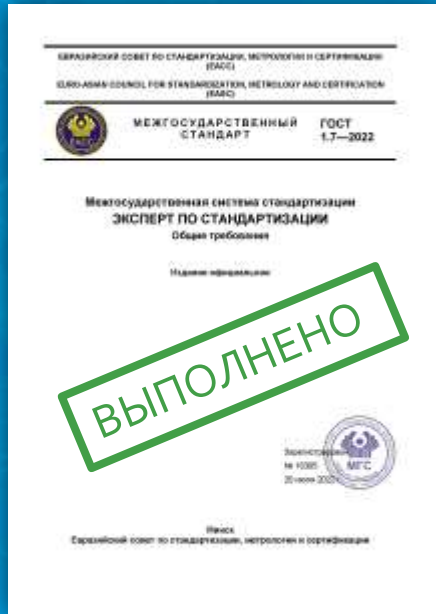 ЕВРАЗИЙСКИЙ СОВЕТ ПО СТАНДАРТИЗАЦИИ, МЕТРОЛОГИИ И СЕРТИФИКАЦИИ
(ЕАСС)
EURO-ASIAN COUNCIL FOR STANDARDIZATION, METROLOGY AND CERTIFICATION
(EASC)
МЕЖГОСУДАРСТВЕННЫЙ
СТАНДАРТ
ГОСТ
1.7—2022
Межгосударственная система стандартизации
ЭКСПЕРТ ПО СТАНДАРТИЗАЦИИ
Общие требования
Издание официальное
ВЫПОЛНЕНО
Зарегистрирован
МГС
Минск
Евразийский совет по стандартизации, метрологии и сертификации